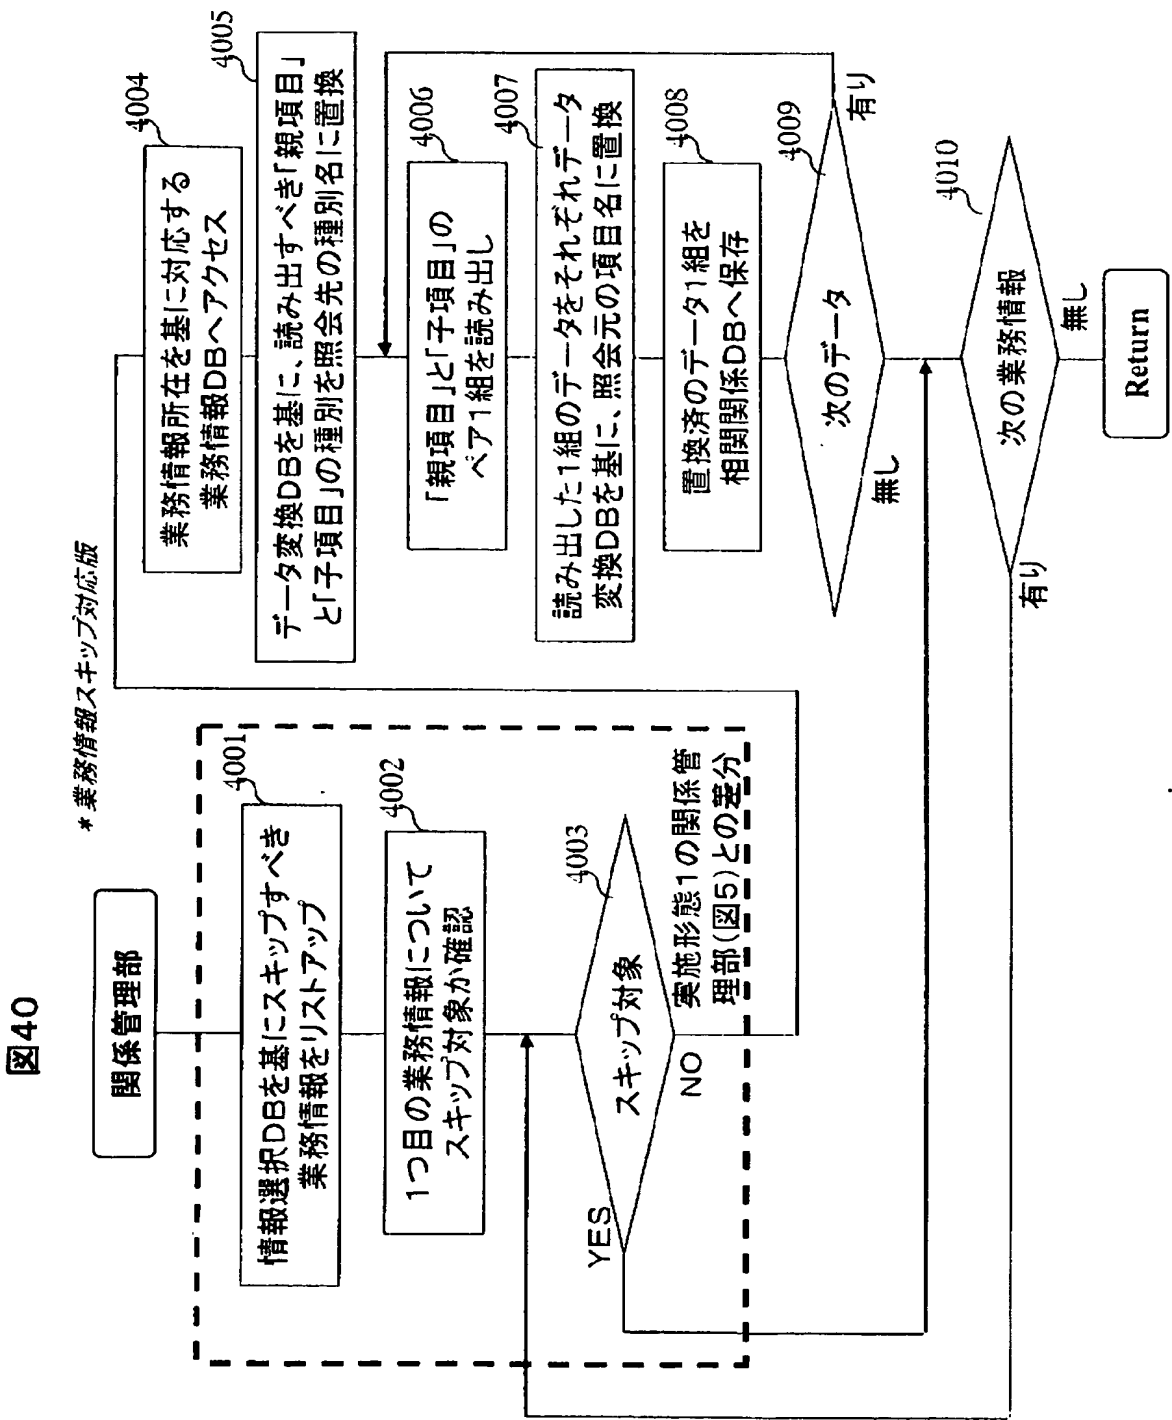 図40
*業務情報スキップ対応版
関係管理部
4001
情報選択DBを基にスキップすべき
業務情報をリストアップ
4002
1つ目の業務情報について
スキップ対象か確認
4003
スキップ対象
YES
NO
実施形態1の関係管
理部(図5)との差分
4004
業務情報所在を基に対応する
業務情報DBへアクセス
4005
データ変換DBを基に、読み出すべき「親項目」
と「子項目」の種別を照会先の種別名に置換
4006
「親項目」と「子項目」の
ペア1組を読み出し
4007
読み出した1組のデータをそれぞれデータ
変換DBを基に、照会元の項目名に置換
4008
置換済のデータ1組を
相関関係DBへ保存
4009
次のデータ
有り
無し
4010
次の業務情報
有り
無し
Return